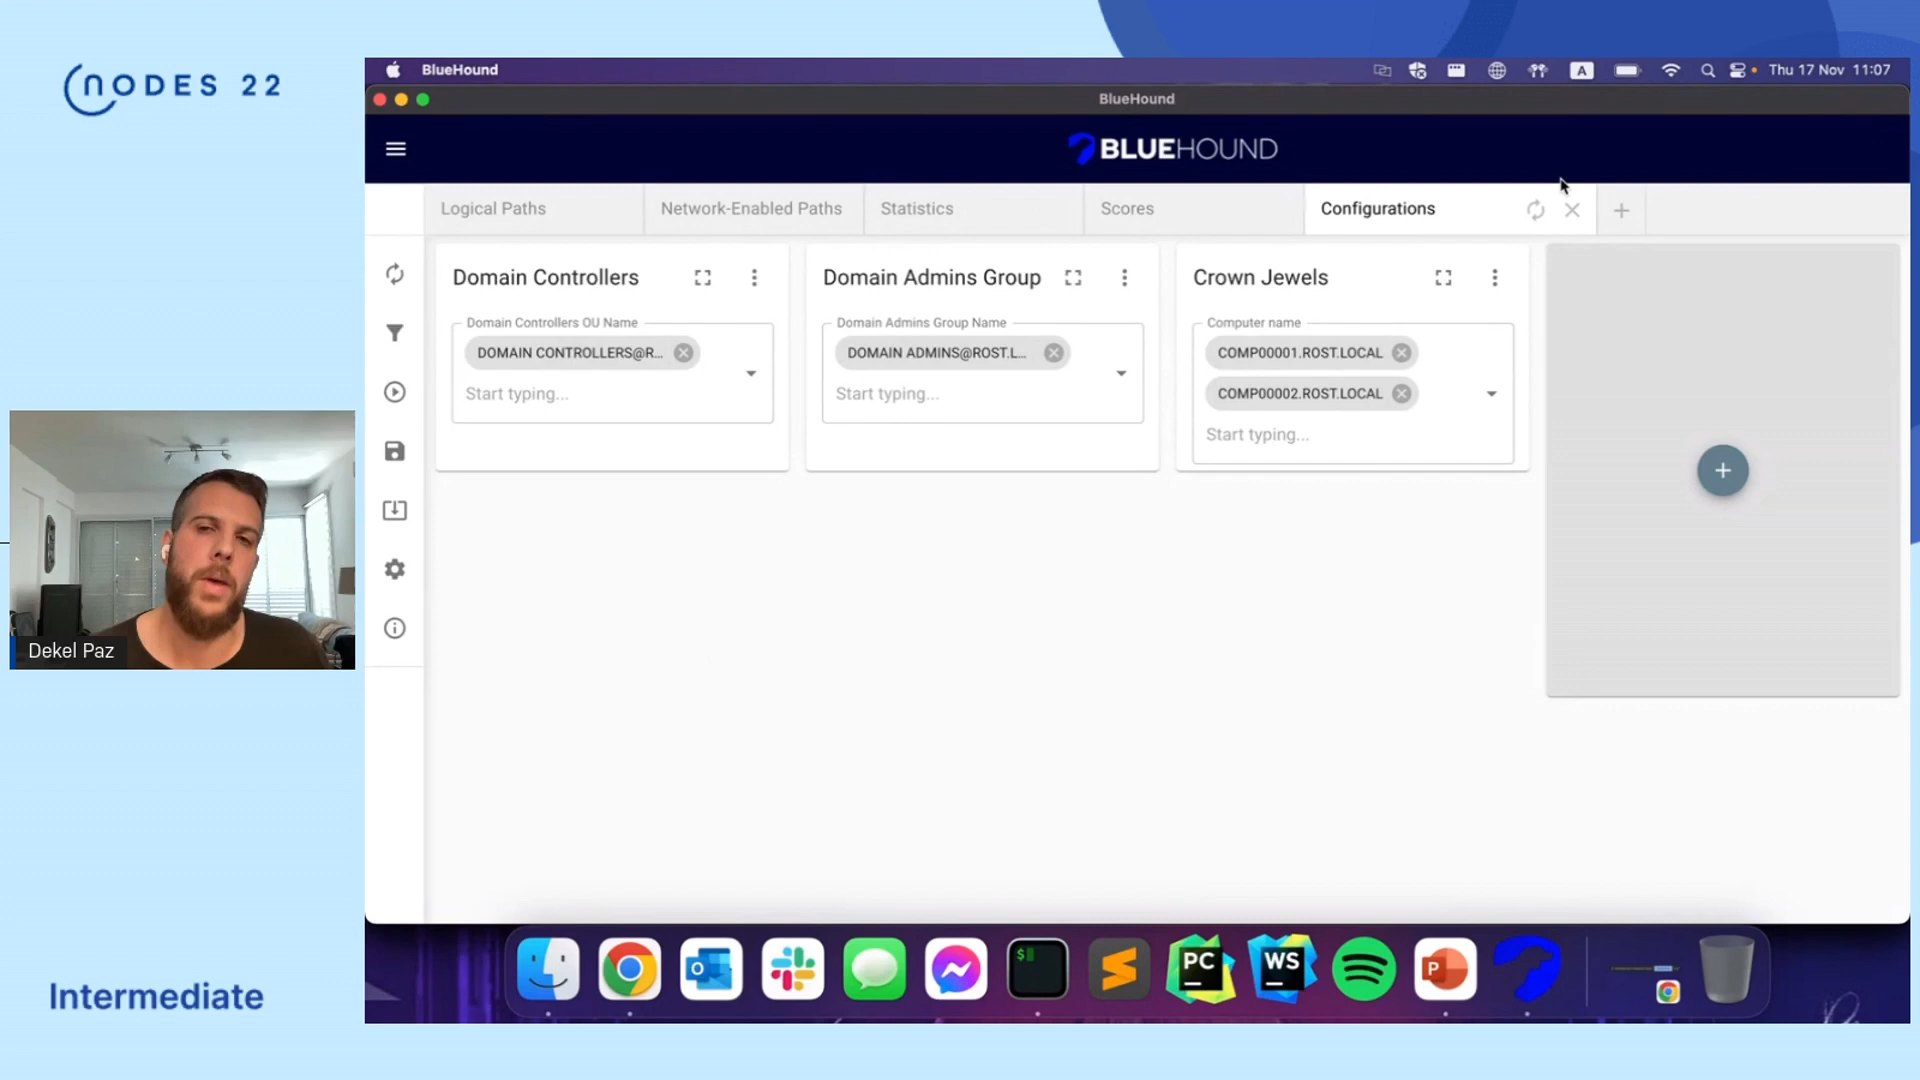 NODES 22
BlueHound
A
Thu 17 Nov 11:07
BlueHound
BLUEHOUND
Logical Paths
Network-Enabled Paths
Statistics
Scores
Configurations
Domain Controllers
Domain Admins Group
Crown Jewels
Domain Controllers OU Name
Domain Admins Group Name
Computer name
DOMAIN CONTROLLERS@R...
DOMAIN ADMINS@ROST.L...
COMP00001.ROST.LOCAL
Start typing...
Start typing...
COMP00002.ROST.LOCAL
Start typing...
Dekel Paz
Intermediate
O
$
PC
WS
P